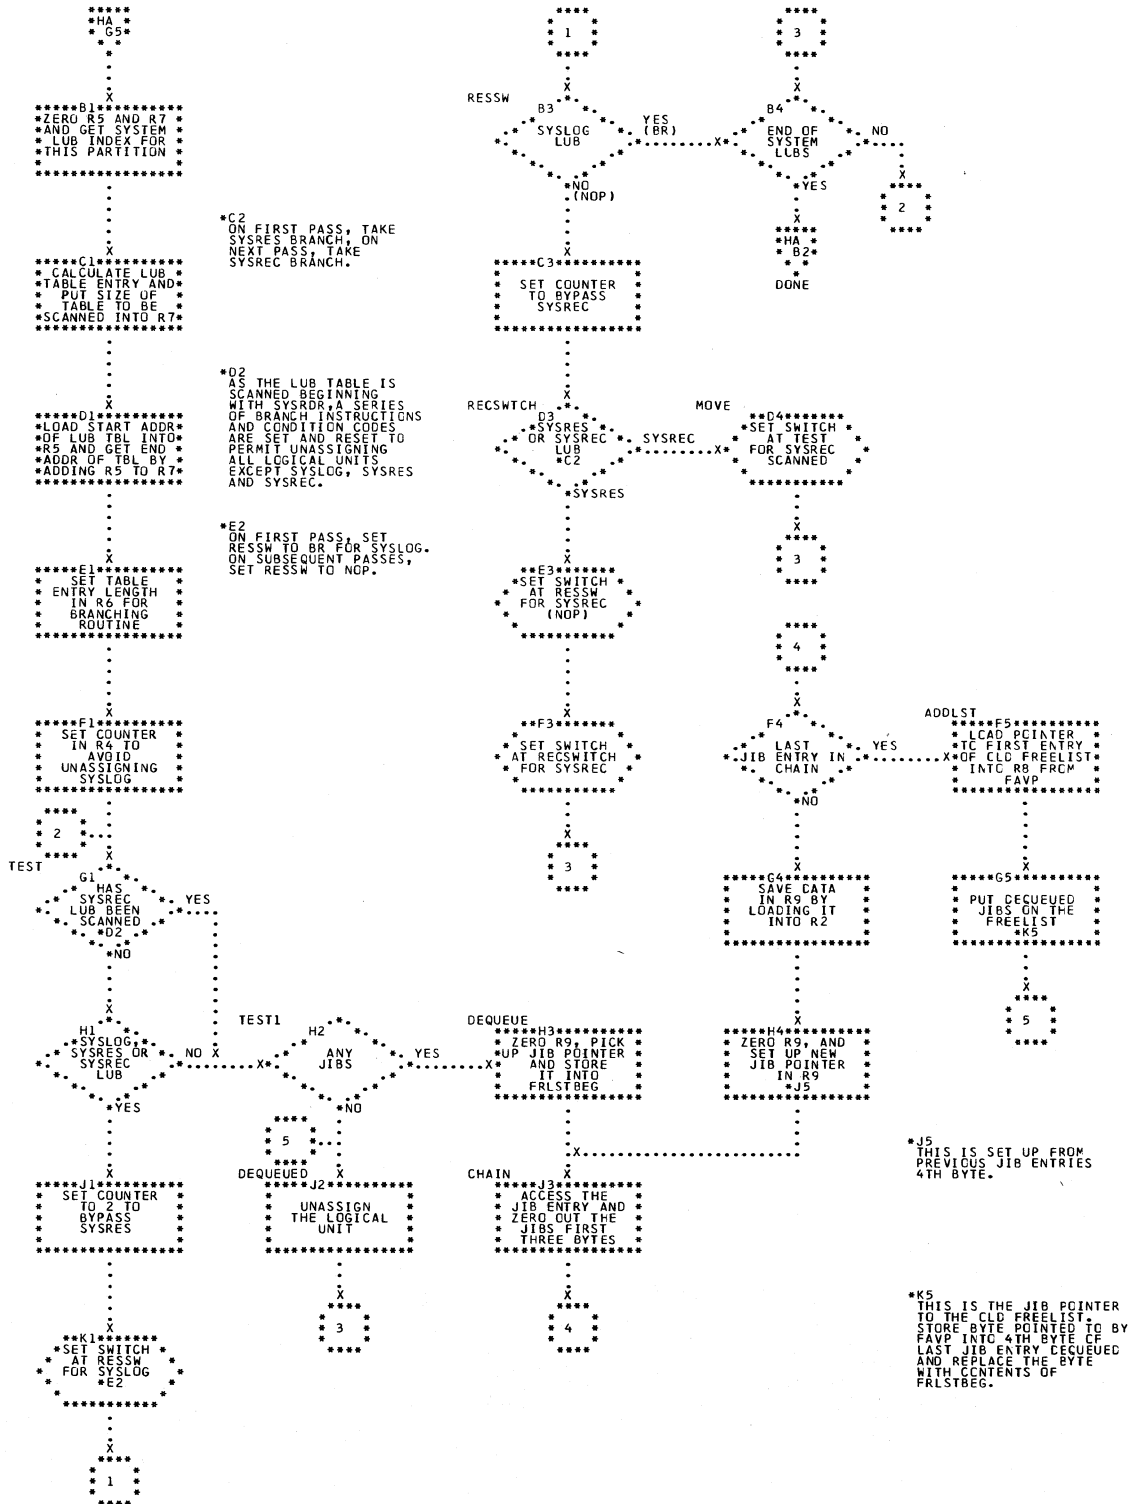 HA
G5
B1
ZERO R5 AND R7
AND GET SYSTEM
LUB INDEX FOR
THIS PARTITION
C1
CALCULATE LUB
TABLE ENTRY AND
PUT SIZE OF
TABLE TO BE
SCANNED INTO R7
D1
LOAD START ADDR
OF LUB TBL INTO
R5 AND GET END
ADDR OF TBL BY
ADDING R5 TO R7
E1
SET TABLE
ENTRY LENGTH
IN R6 FOR
BRANCHING
ROUTINE
F1
SET COUNTER
IN R4 TO
AVOID
UNASSIGNING
SYSLOG
2
TEST
G1
HAS
SYSREC
LUB BEEN
SCANNED
*D2
YES
NO
H1
SYSLOG,
SYSRES OR
SYSREC
LUB
NO
YES
J1
SET COUNTER
TO 2 TO
BYPASS
SYSRES
K1
SET SWITCH
AT RESSW
FOR SYSLOG
*E2
1
*C2
ON FIRST PASS, TAKE
SYSRES BRANCH, ON
NEXT PASS, TAKE
SYSREC BRANCH.
*D2
AS THE LUB TABLE IS
SCANNED BEGINNING
WITH SYSRDR,A SERIES
OF BRANCH INSTRUCTIONS
AND CONDITION CODES
ARE SET AND RESET TO
PERMIT UNASSIGNING
ALL LOGICAL UNITS
EXCEPT SYSLOG, SYSRES
AND SYSREC.
*E2
ON FIRST PASS, SET
RESSW TO BR FOR SYSLOG.
ON SUBSEQUENT PASSES,
SET RESSW TO NOP.
TEST1
H2
ANY
JIBS
YES
NO
5
DEQUEUED
J2
UNASSIGN
THE LOGICAL
UNIT
3
1
RESSW
B3
SYSLOG
LUB
YES
(BR)
NO
(NOP)
C3
SET COUNTER
TO BYPASS
SYSREC
RECSWTCH
D3
SYSRES
OR SYSREC
LUB
*C2
SYSREC
SYSRES
E3
SET SWITCH
AT RESSW
FOR SYSREC
(NOP)
F3
SET SWITCH
AT RECSWITCH
FOR SYSREC
3
DEQUEUE
H3
ZERO R9, PICK
UP JIB POINTER
AND STORE
IT INTO
FRLSTBEG
CHAIN
J3
ACCESS THE
JIB ENTRY AND
ZERO OUT THE
JIBS FIRST
THREE BYTES
4
3
B4
END OF
SYSTEM
LUBS
NO
YES
2
HA
B2
DONE
MOVE
D4
SET SWITCH
AT TEST
FOR SYSREC
SCANNED
3
4
F4
LAST
JIB ENTRY IN
CHAIN
YES
NO
G4
SAVE DATA
IN R9 BY
LOADING IT
INTO R2
H4
ZERO R9, AND
SET UP NEW
JIB POINTER
IN R9
*J5
ADDLST
F5
LCAD PCINTER
TC FIRST ENTRY
OF CLD FREELIST
INTO R8 FRCM
FAVP
G5
PUT DECUEUED
JIBS ON THE
FREELIST
*K5
5
*J5
THIS IS SET UP FROM
PREVIOUS JIB ENTRIES
4TH BYTE.
*K5
THIS IS THE JIB PCINTER
TO THE CLD FREELIST.
STORE BYTE POINTED TO BY
FAVP INTO 4TH BYTE CF
LAST JIB ENTRY DECUEUED
AND REPLACE THE BYTE
WITH CCNTENTS OF
FRLSTBEG.